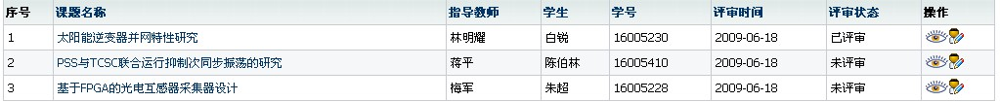 序号 课题名称 指导教师 学生 学号 评审时间 评审状态 操作
1 太阳能逆变器并网特性研究 林明耀 白锐 16005230 2009-06-18 已评审
2 PSS与TCSC联合运行抑制次同步振荡的研究 蒋平 陈伯林 16005410 2009-06-18 未评审
3 基于FPGA的光电互感器采集器设计 梅军 朱超 16005228 2009-06-18 未评审